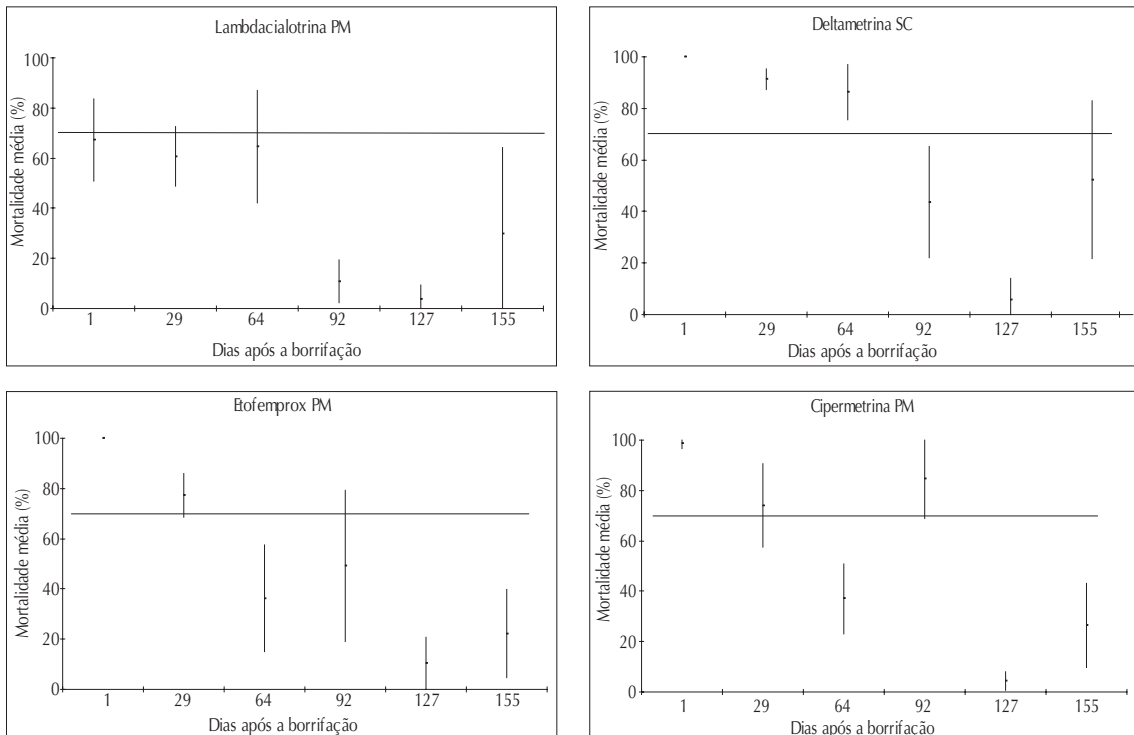 Lambdacialotrina PM
Mortalidade média (%)
100
80
60
40
20
0
1 29 64 92 127 155
Dias após a borrifação
Deltametrina SC
Mortalidade média (%)
100
80
60
40
20
0
1 29 64 92 127 155
Dias após a borrifação
Etofemprox PM
Mortalidade média (%)
100
80
60
40
20
0
1 29 64 92 127 155
Dias após a borrifação
Cipermetrina PM
Mortalidade média (%)
100
80
60
40
20
0
1 29 64 92 127 155
Dias após a borrifação